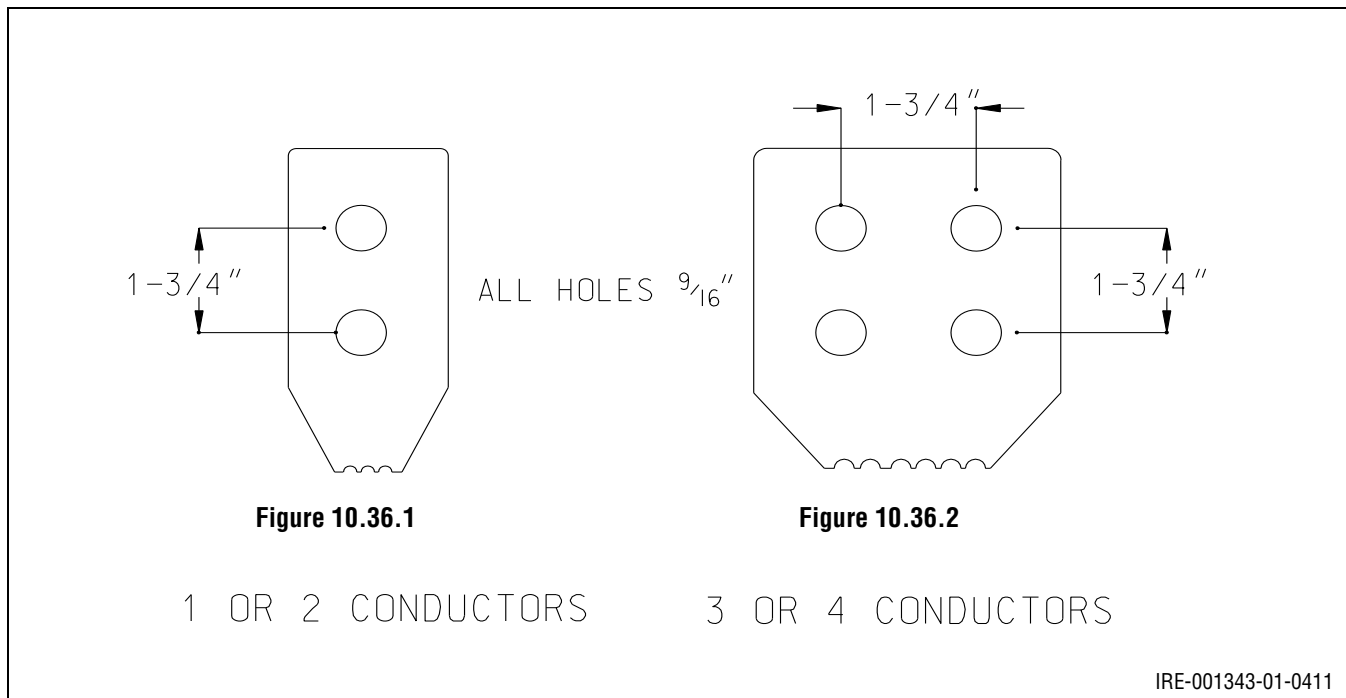 1-3/4"
1-3/4"
ALL HOLES 9/16"
1-3/4"
Figure 10.36.1
Figure 10.36.2
1 OR 2 CONDUCTORS
3 OR 4 CONDUCTORS
IRE-001343-01-0411